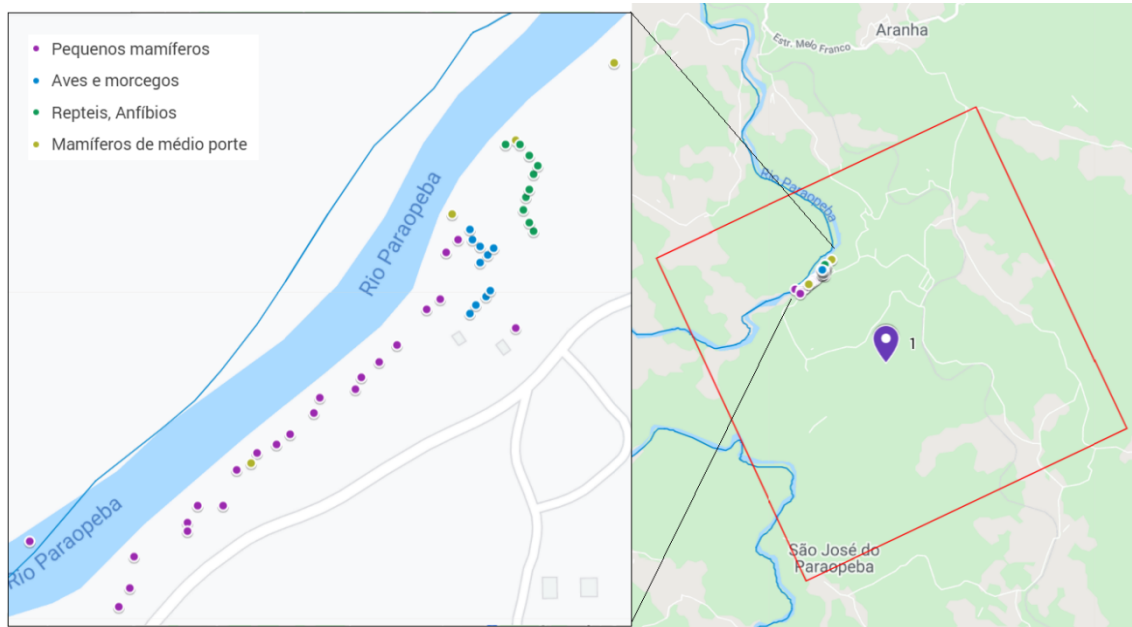 Pequenos mamíferos
Aves e morcegos
Repteis, Anfíbios
Mamíferos de médio porte
Rio Paraopeba
Rio Paraopeba
Aranha
Estr. Melo Franco
Rio Paraopeba
1
São José do
Paraopeba